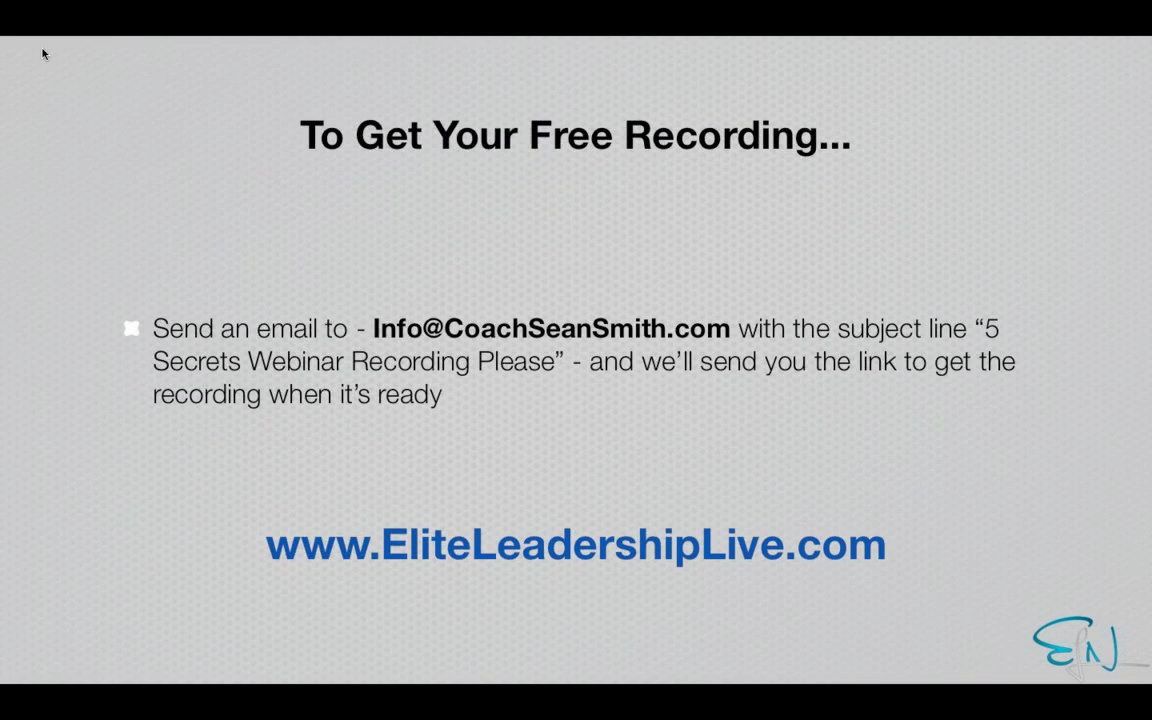 To Get Your Free Recording...
Send an email to - Info@CoachSeanSmith.com with the subject line “5
Secrets Webinar Recording Please” - and we’ll send you the link to get the
recording when it’s ready
www.EliteLeadershipLive.com